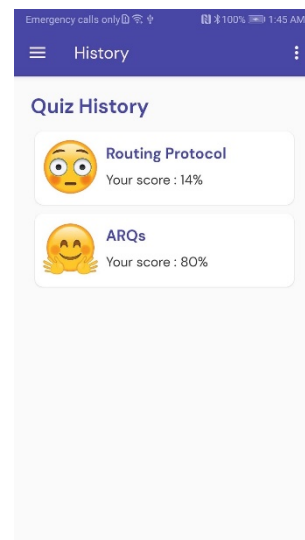 Emergency calls only 100% 1:45 AM
History
Quiz History
Routing Protocol
Your score : 14%
ARQs
Your score : 80%